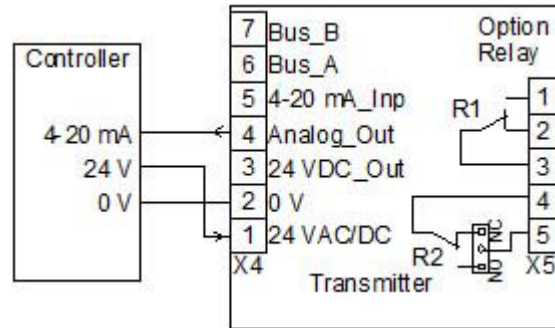 Controller
4-20 mA
24 V
0 V
7 Bus_B
6 Bus_A
5 4-20 mA_Inp
4 Analog_Out
3 24 VDC_Out
2 0 V
1 24 VAC/DC
X4
Transmitter
Option
Relay
R1
1
2
3
4
5
R2
NC
NO
X5